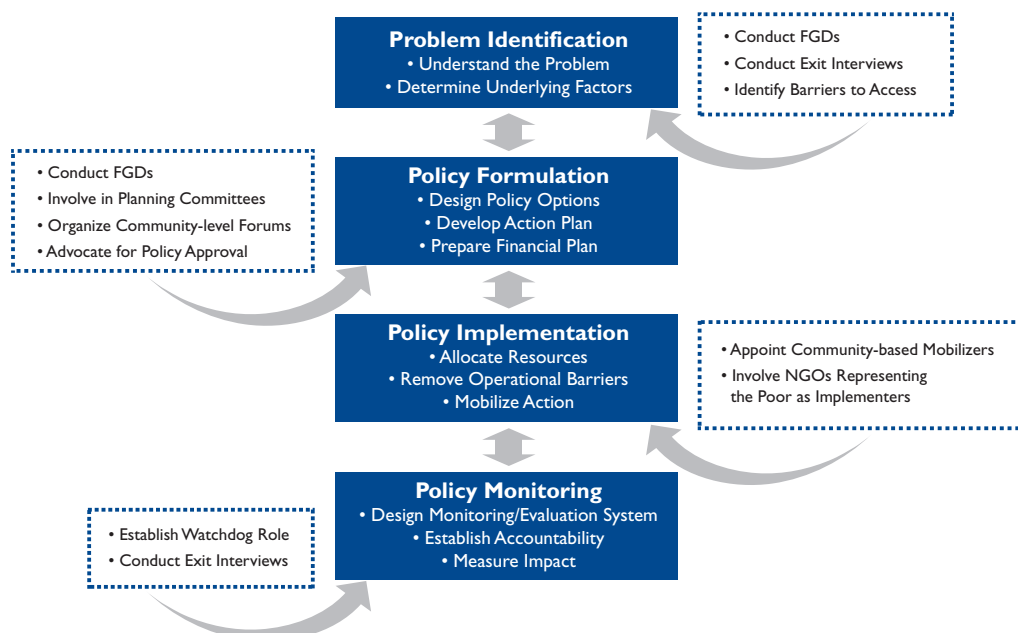 Problem Identification
• Understand the Problem
• Determine Underlying Factors
• Conduct FGDs
• Conduct Exit Interviews
• Identify Barriers to Access
• Conduct FGDs
• Involve in Planning Committees
• Organize Community-level Forums
• Advocate for Policy Approval
Policy Formulation
• Design Policy Options
• Develop Action Plan
• Prepare Financial Plan
Policy Implementation
• Allocate Resources
• Remove Operational Barriers
• Mobilize Action
• Appoint Community-based Mobilizers
• Involve NGOs Representing
the Poor as Implementers
Policy Monitoring
• Design Monitoring/Evaluation System
• Establish Accountability
• Measure Impact
• Establish Watchdog Role
• Conduct Exit Interviews